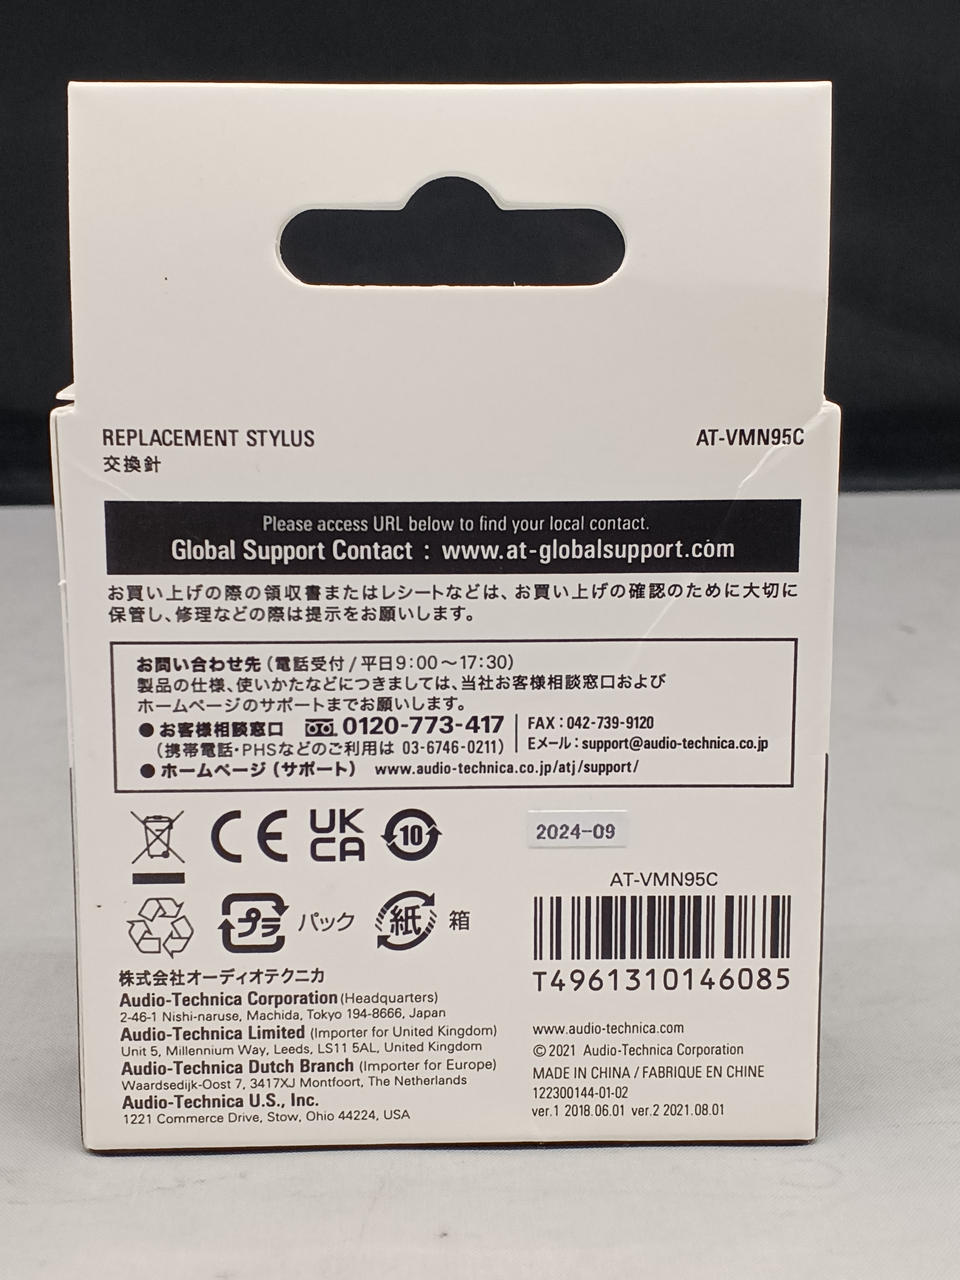 REPLACEMENT STYLUS
AT-VMN95C
交換針
Please access URL below to find your local contact.
Global Support Contact : www.at-globalsupport.com
お買い上げの際の領収書またはレシートなどは、お買い上げの確認のために大切に
保管し、修理などの際は提示をお願いします。
お問い合わせ先（電話受付/平日9:00～17:30）
製品の仕様、使いかたなどにつきましては、当社お客様相談窓口および
ホームページのサポートまでお願いします。
●お客様相談窓口 0120-773-417
（携帯電話・PHSなどのご利用は 03-6746-0211）
FAX：042-739-9120
Eメール：support@audio-technica.co.jp
●ホームページ（サポート） www.audio-technica.co.jp/atj/support/
CE
UK
CA
10
2024-09
プラ
パック
紙
箱
AT-VMN95C
T4961310146085
株式会社オーディオテクニカ
Audio-Technica Corporation (Headquarters)
2-46-1 Nishi-naruse, Machida, Tokyo 194-8666, Japan
Audio-Technica Limited (Importer for United Kingdom)
Unit 5, Millennium Way, Leeds, LS11 5AL, United Kingdom
Audio-Technica Dutch Branch (Importer for Europe)
Waardsedijk-Oost 7, 3417XJ Montfoort, The Netherlands
Audio-Technica U.S., Inc.
1221 Commerce Drive, Stow, Ohio 44224, USA
www.audio-technica.com
©2021 Audio-Technica Corporation
MADE IN CHINA / FABRIQUE EN CHINE
122300144-01-02
ver.1 2018.06.01 ver.2 2021.08.01